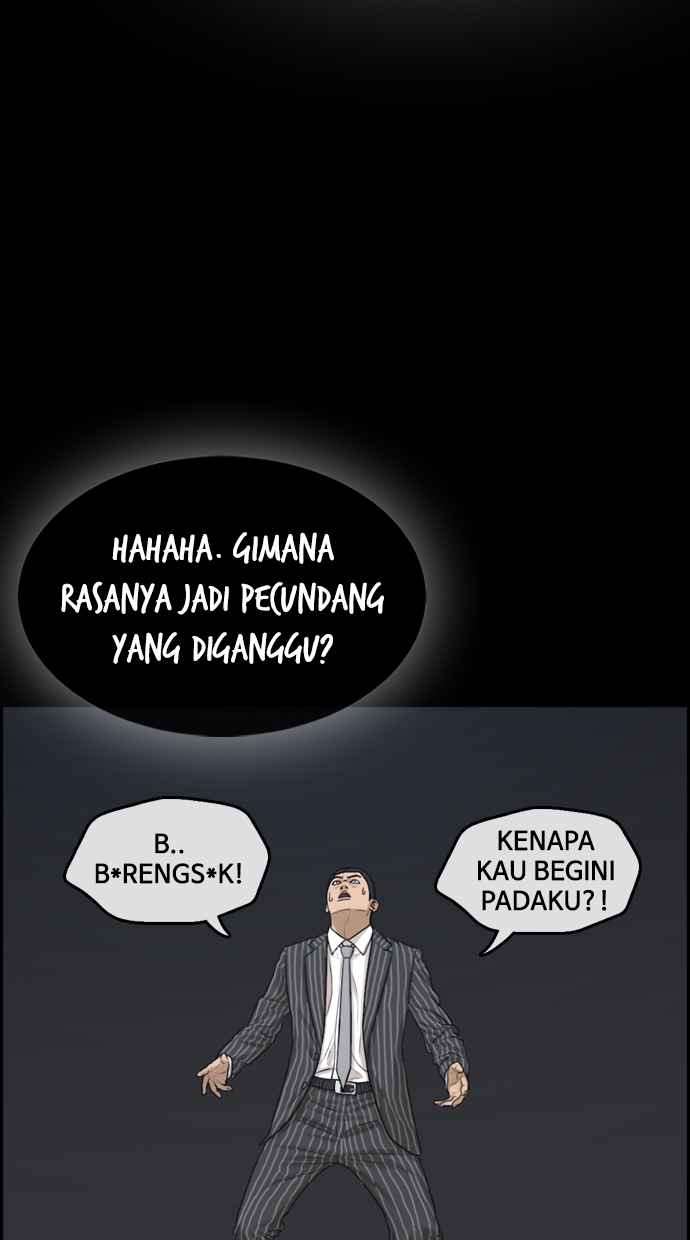 HAHAHA. GIMANA
RASANYA JADI PECUNDANG
YANG DIGANGGU?
B..
B*RENGS*K!
KENAPA
KAU BEGINI
PADAKU?!